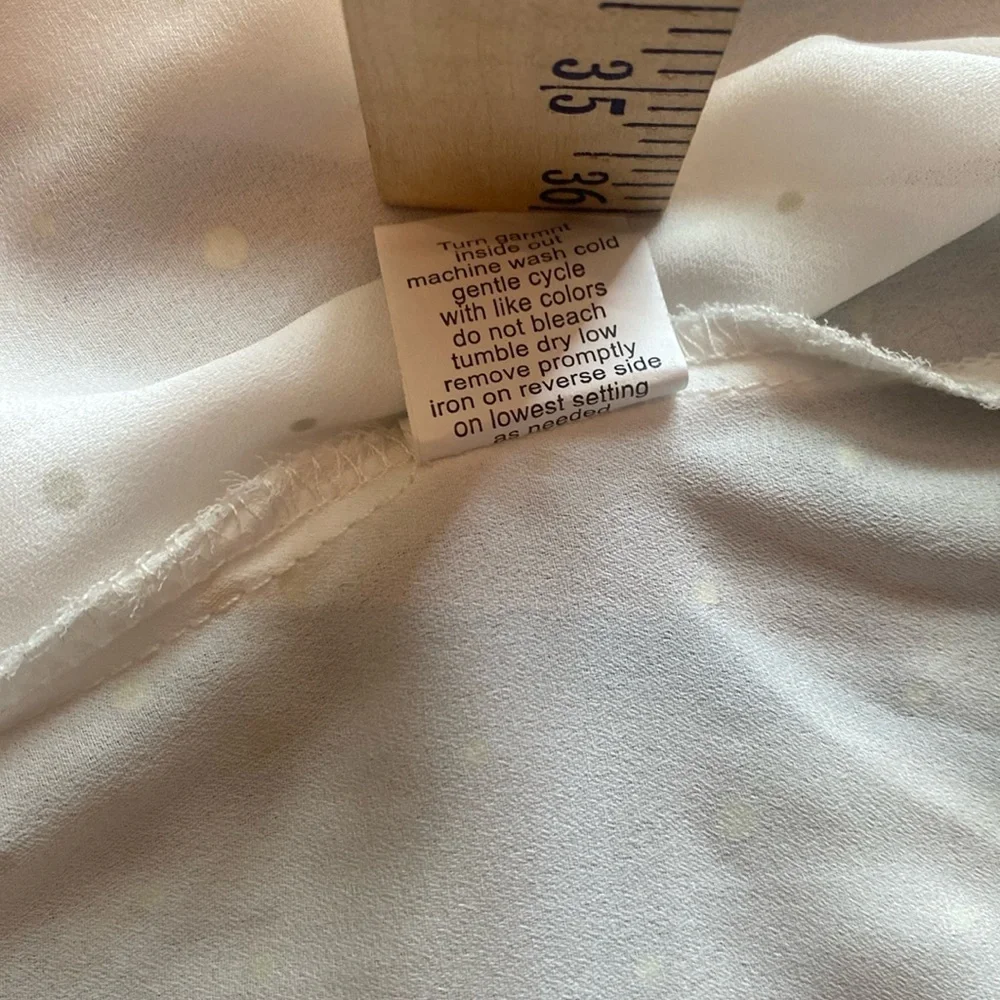 35
36
Turn garmnt
inside out
machine wash cold
gentle cycle
with like colors
do not bleach
tumble dry low
remove promptly
iron on reverse side
on lowest setting
as needed